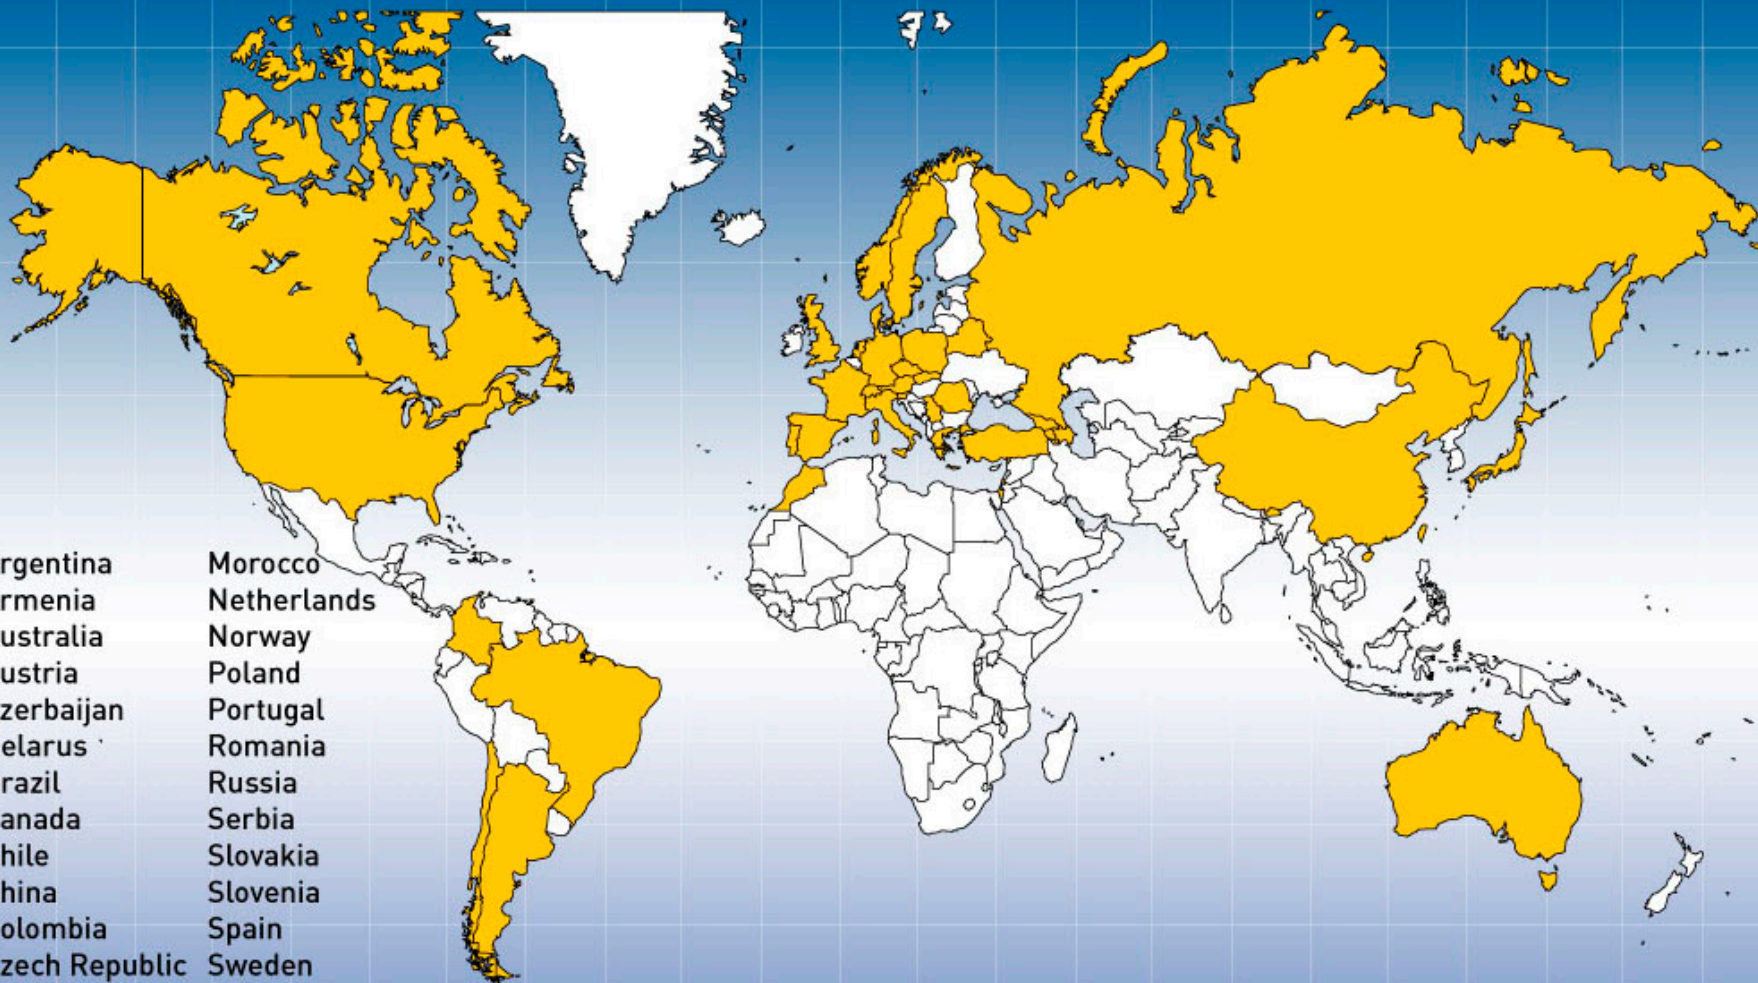 rgentina
rmenia
ustralia
ustria
zerbaijan
elarus
razil
anada
hile
hina
olombia
zech Republic
Morocco
Netherlands
Norway
Poland
Portugal
Romania
Russia
Serbia
Slovakia
Slovenia
Spain
Sweden